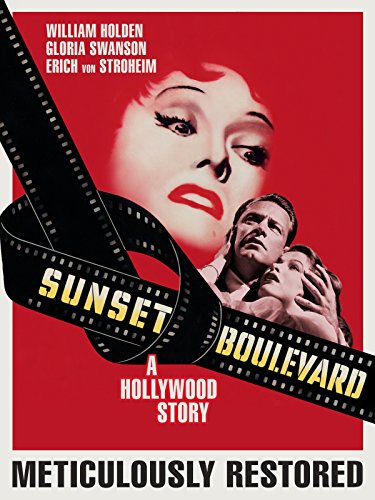 WILLIAM HOLDEN
GLORIA SWANSON
ERICH VON STROHEIM
SUNSET
BOULEVARD
A
HOLLYWOOD
STORY
METICULOUSLY RESTORED